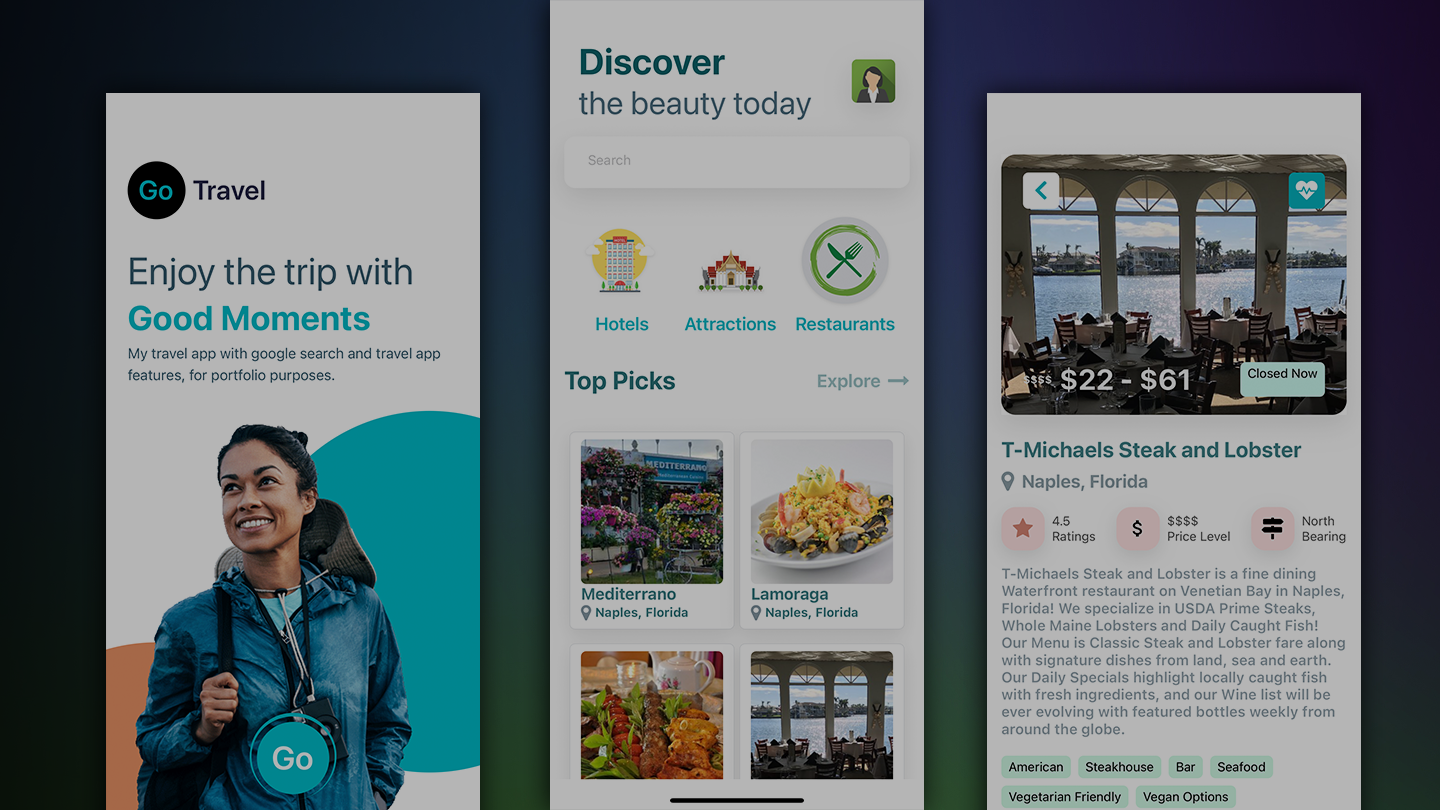 Go Travel
Enjoy the trip with
Good Moments
My travel app with google search and travel app
features, for portfolio purposes.
Go
Discover
the beauty today
Search
HOTEL
Hotels
Attractions
Restaurants
Top Picks
Explore
MEDITERRANO
Mediterranean Cuisine
Mediterrano
Naples, Florida
Lamoraga
Naples, Florida
$$$$ $22 - $61
Closed Now
T-Michaels Steak and Lobster
Naples, Florida
4.5
Ratings
$
$$$$
Price Level
North
Bearing
T-Michaels Steak and Lobster is a fine dining
Waterfront restaurant on Venetian Bay in Naples,
Florida! We specialize in USDA Prime Steaks,
Whole Maine Lobsters and Daily Caught Fish!
Our Menu is Classic Steak and Lobster fare along
with signature dishes from land, sea and earth.
Our Daily Specials highlight locally caught fish
with fresh ingredients, and our Wine list will be
ever evolving with featured bottles weekly from
around the globe.
American Steakhouse Bar Seafood
Vegetarian Friendly Vegan Options